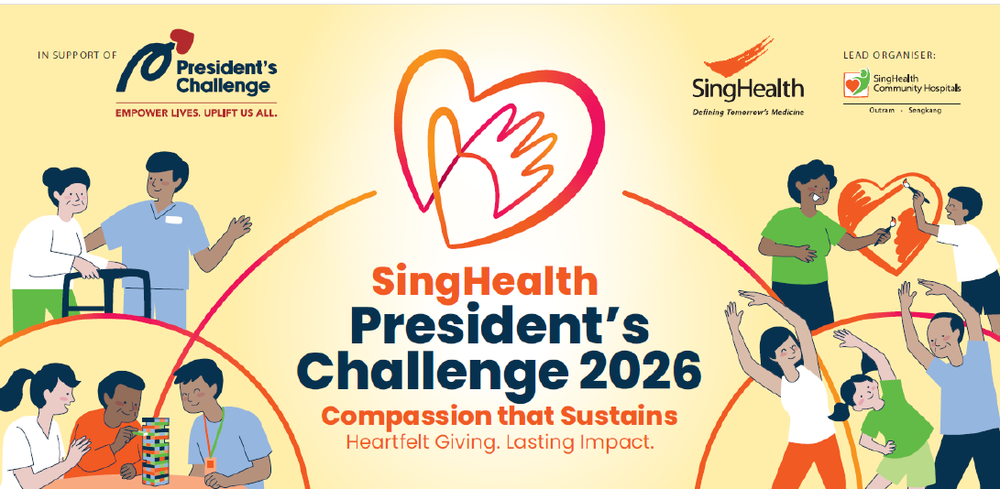 IN SUPPORT OF
President's
Challenge
EMPOWER LIVES. UPLIFT US ALL.
SingHealth
Defining Tomorrow's Medicine
LEAD ORGANISER:
SingHealth
Community Hospitals
Outram · Sengkang
SingHealth
President's
Challenge 2026
Compassion that Sustains
Heartfelt Giving. Lasting Impact.